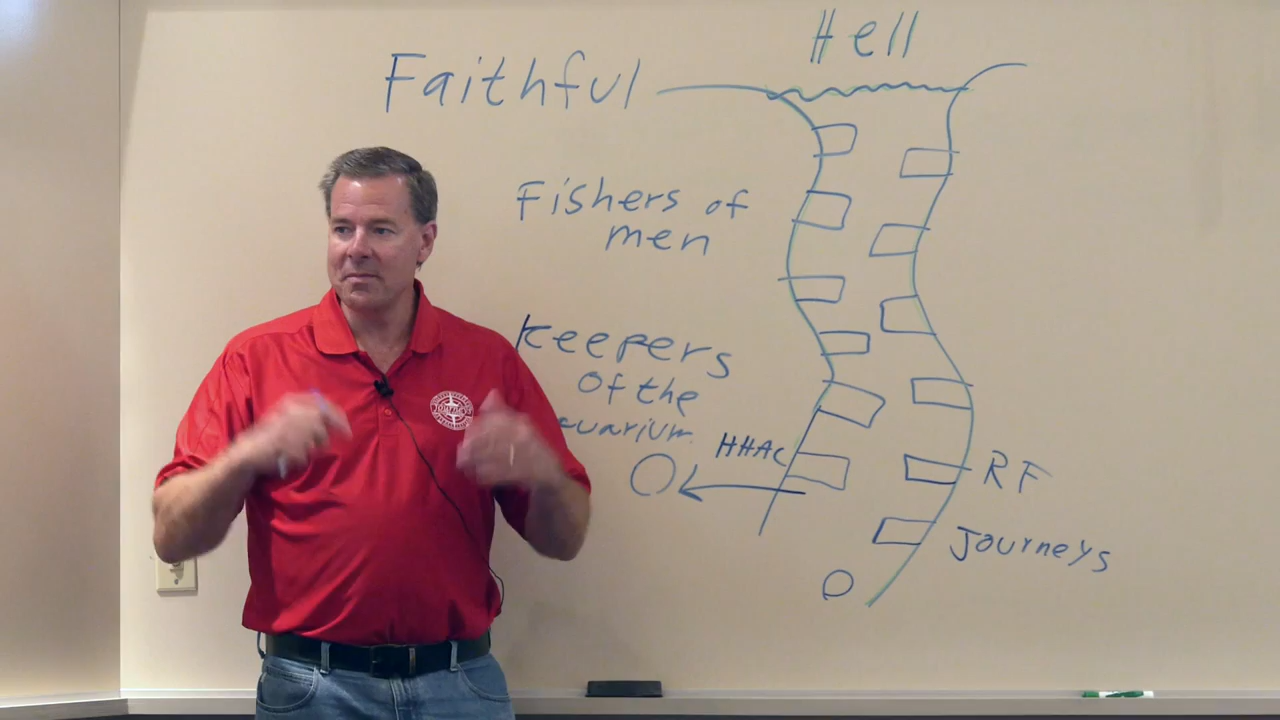 Hell
Faithful
Fishers of
men
Keepers
of the
HHAC
RF
Journeys